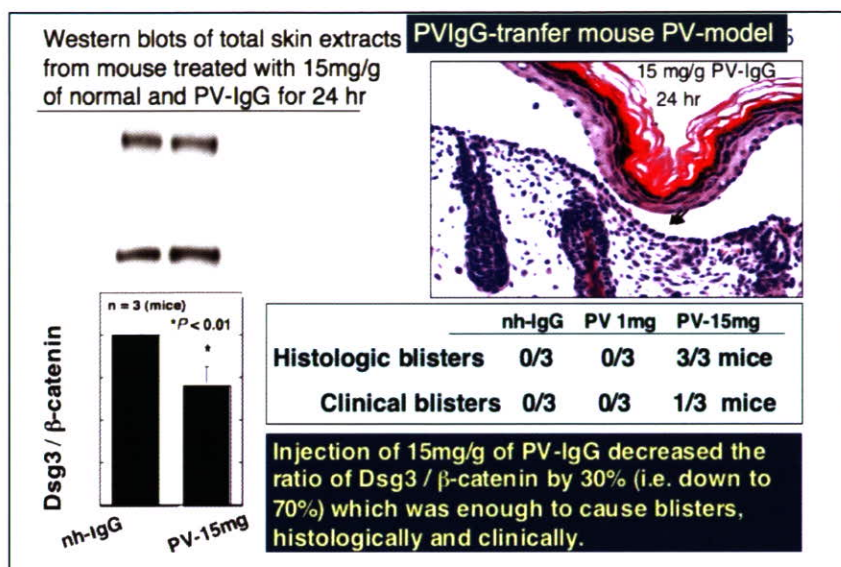 Western blots of total skin extracts
from mouse treated with 15mg/g
of normal and PV-IgG for 24 hr
PVIgG-tranfer mouse PV-model
5
15 mg/g PV-IgG
24 hr
n = 3 (mice)
*P < 0.01
*
Dsg3 / β-catenin
nh-IgG
PV-15mg
nh-IgG PV 1mg PV-15mg
Histologic blisters 0/3 0/3 3/3 mice
Clinical blisters 0/3 0/3 1/3 mice
Injection of 15mg/g of PV-IgG decreased the
ratio of Dsg3 / β-catenin by 30% (i.e. down to
70%) which was enough to cause blisters,
histologically and clinically.